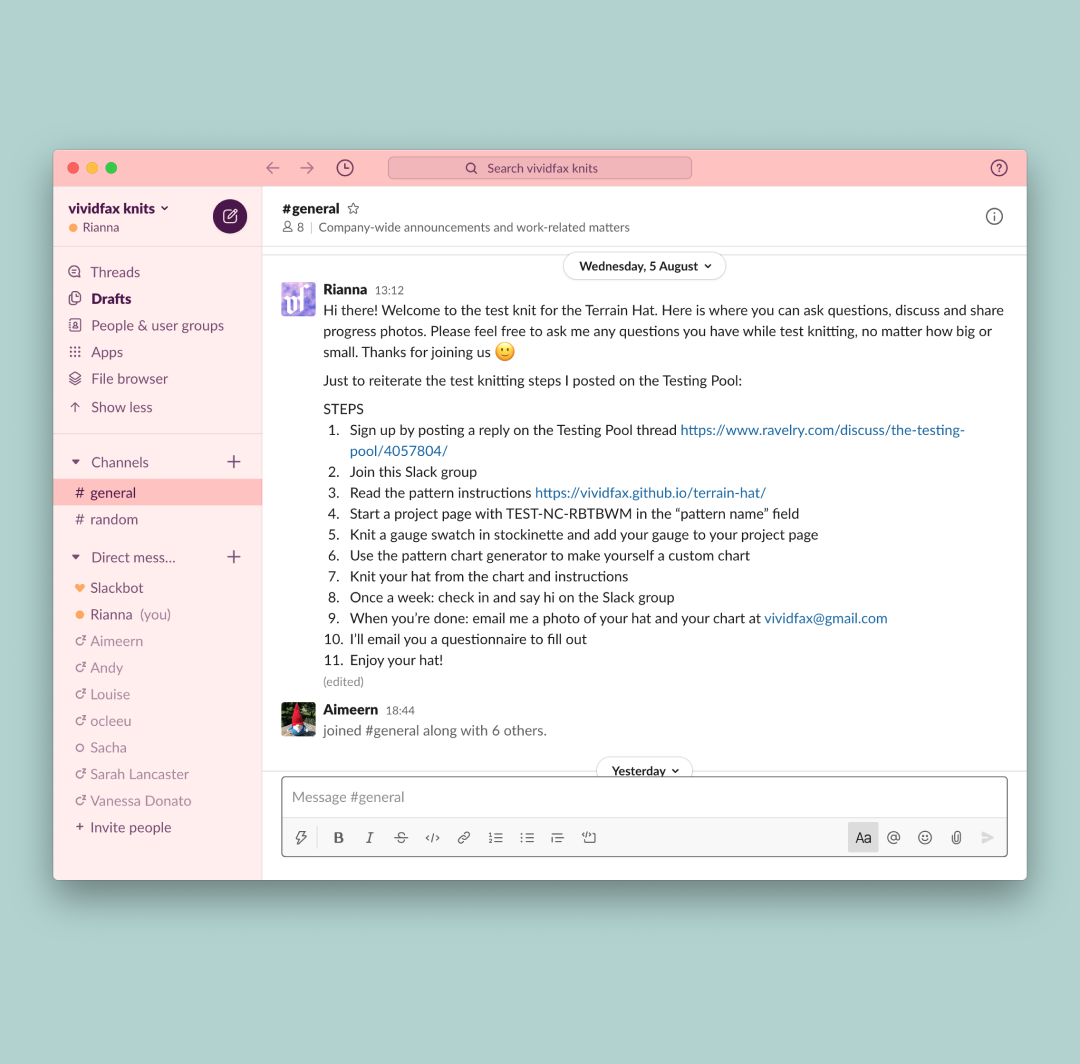 Search vividfax knits
vividfax knits
Rianna
Threads
Drafts
People & user groups
Apps
File browser
Show less
Channels
# general
# random
Direct mess...
Slackbot
Rianna (you)
Aimeern
Andy
Louise
ocleeu
Sacha
Sarah Lancaster
Vanessa Donato
+ Invite people
#general
8 | Company-wide announcements and work-related matters
Wednesday, 5 August
Rianna 13:12
Hi there! Welcome to the test knit for the Terrain Hat. Here is where you can ask questions, discuss and share
progress photos. Please feel free to ask me any questions you have while test knitting, no matter how big or
small. Thanks for joining us 🙂
Just to reiterate the test knitting steps I posted on the Testing Pool:
STEPS
1. Sign up by posting a reply on the Testing Pool thread https://www.ravelry.com/discuss/the-testing-
pool/4057804/
2. Join this Slack group
3. Read the pattern instructions https://vividfax.github.io/terrain-hat/
4. Start a project page with TEST-NC-RBTBWM in the “pattern name” field
5. Knit a gauge swatch in stockinette and add your gauge to your project page
6. Use the pattern chart generator to make yourself a custom chart
7. Knit your hat from the chart and instructions
8. Once a week: check in and say hi on the Slack group
9. When you’re done: email me a photo of your hat and your chart at vividfax@gmail.com
10. I’ll email you a questionnaire to fill out
11. Enjoy your hat!
(edited)
vf
Aimeern 18:44
joined #general along with 6 others.
Yesterday
Message #general
B I S </> Aa @